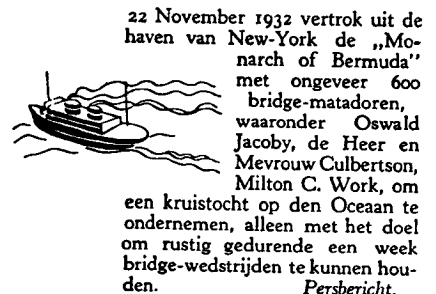 22 November 1932 vertrok uit de
haven van New-York de „Mo-
narch of Bermuda”
met ongeveer 600
bridge-matadoren,
waaronder Oswald
Jacoby, de Heer en
Mevrouw Culbertson,
Milton C. Work, om
een kruistocht op den Oceaan te
ondernemen, alleen met het doel
om rustig gedurende een week
bridge-wedstrijden te kunnen hou-
den. Persbericht.